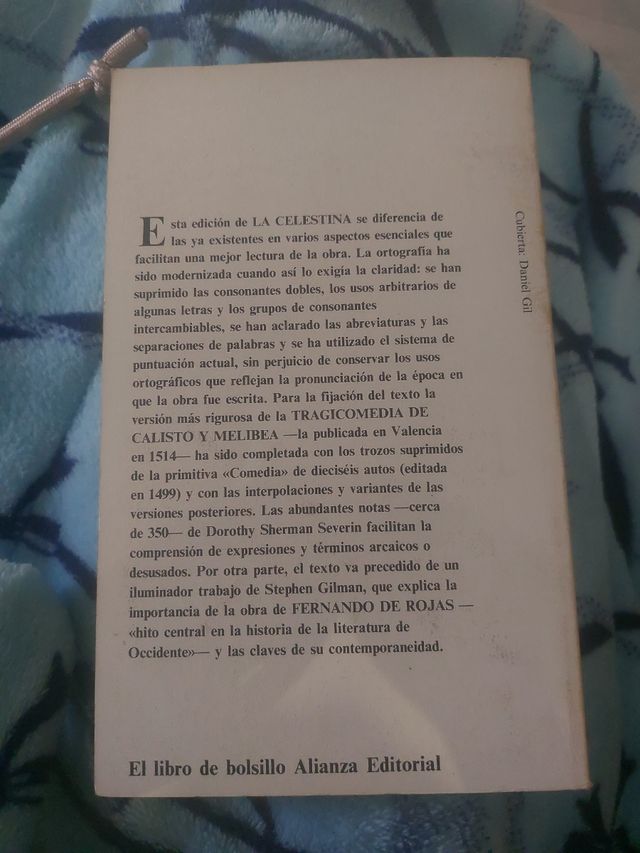 Esta edición de LA CELESTINA se diferencia de
las ya existentes en varios aspectos esenciales que
facilitan una mejor lectura de la obra. La ortografía ha
sido modernizada cuando así lo exigía la claridad: se han
suprimido las consonantes dobles, los usos arbitrarios de
algunas letras y los grupos de consonantes
intercambiables, se han aclarado las abreviaturas y las
separaciones de palabras y se ha utilizado el sistema de
puntuación actual, sin perjuicio de conservar los usos
ortográficos que reflejan la pronunciación de la época en
que la obra fue escrita. Para la fijación del texto la
versión más rigurosa de la TRAGICOMEDIA DE
CALISTO Y MELIBEA —la publicada en Valencia
en 1514— ha sido completada con los trozos suprimidos
de la primitiva «Comedia» de dieciséis autos (editada
en 1499) y con las interpolaciones y variantes de las
versiones posteriores. Las abundantes notas —cerca
de 350— de Dorothy Sherman Severin facilitan la
comprensión de expresiones y términos arcaicos o
desusados. Por otra parte, el texto va precedido de un
iluminador trabajo de Stephen Gilman, que explica la
importancia de la obra de FERNANDO DE ROJAS —
«hito central en la historia de la literatura de
Occidente»— y las claves de su contemporaneidad.
El libro de bolsillo Alianza Editorial
Cubierta: Daniel Gil